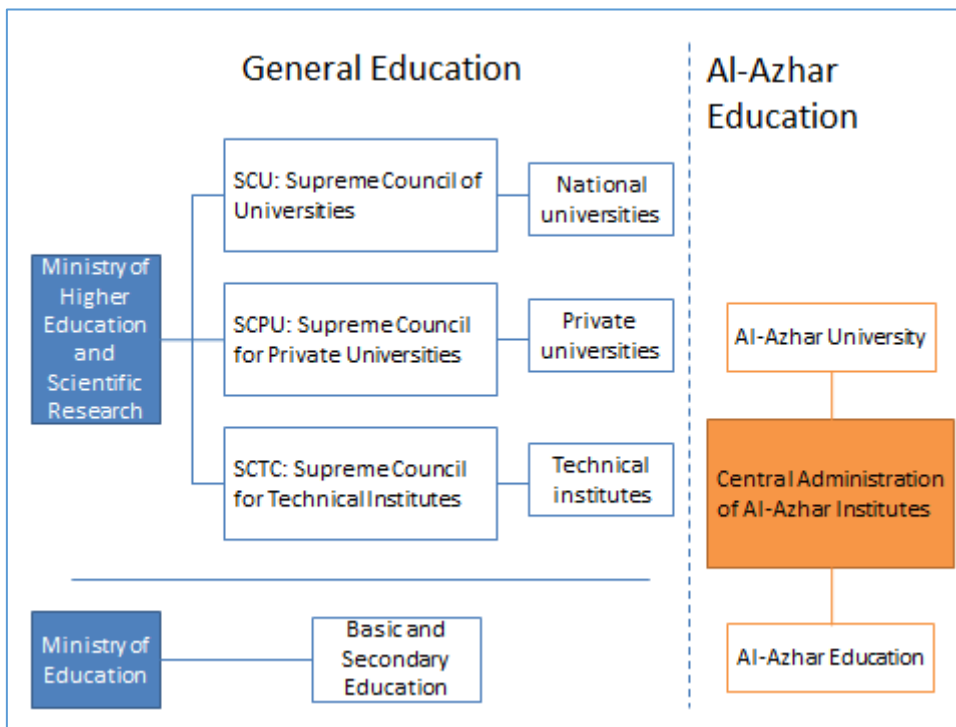 General Education
Al-Azhar
Education
SCU: Supreme Council of
Universities
National
universities
Ministry of
Higher
Education
and
Scientific
Research
SCPU: Supreme Council
for Private Universities
Private
universities
SCTC: Supreme Council
for Technical Institutes
Technical
institutes
Ministry of
Education
Basic and
Secondary
Education
Al-Azhar University
Central Administration
of Al-Azhar Institutes
Al-Azhar Education